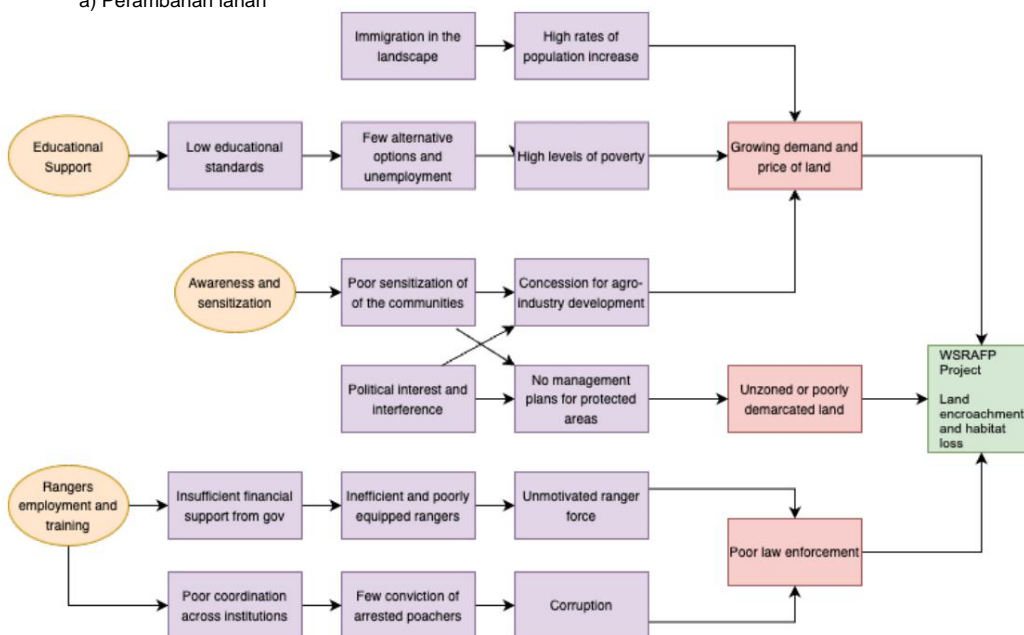 a) Perambahan lahan
Immigration in the
landscape
High rates of
population increase
Educational
Support
Low educational
standards
Few alternative
options and
unemployment
High levels of poverty
Growing demand and
price of land
Awareness and
sensitization
Poor sensitization of
of the communities
Concession for agro-
industry development
Political interest and
interference
No management
plans for protected
areas
Unzoned or poorly
demarcated land
WSRAFP
Project
Land
encroachment
and habitat
loss
Rangers
employment and
training
Insufficient financial
support from gov
Inefficient and poorly
equipped rangers
Unmotivated ranger
force
Poor law enforcement
Poor coordination
across institutions
Few conviction of
arrested poachers
Corruption